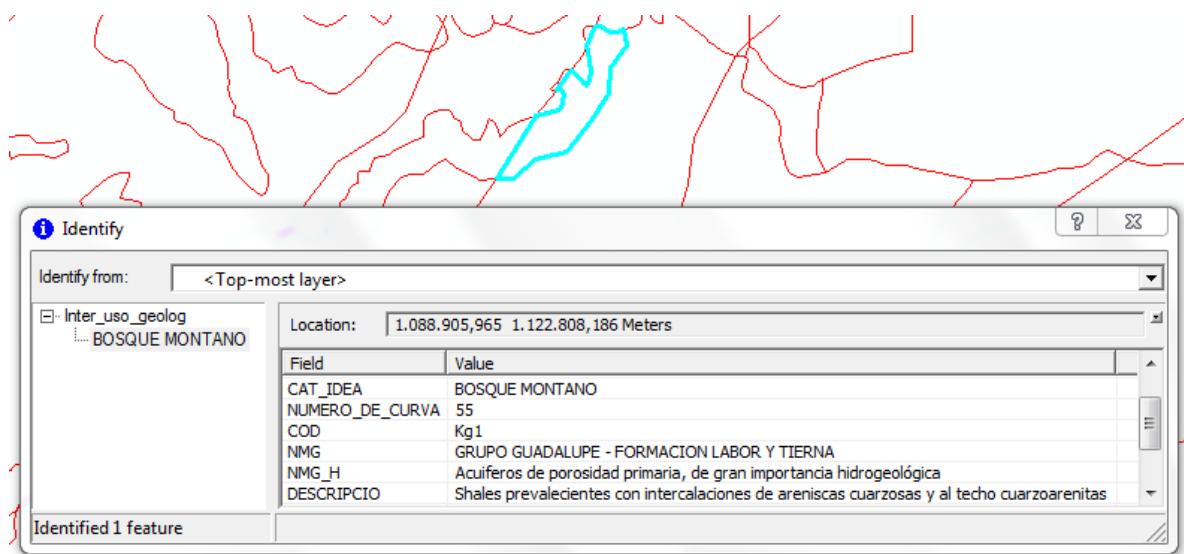 Identify
Identify from: <Top-most layer>
Inter_uso_geolog
BOSQUE MONTANO
Location: 1.088.905,965 1.122.808,186 Meters
Field Value
CAT_IDEA BOSQUE MONTANO
NUMERO_DE_CURVA 55
COD Kg1
NMG GRUPO GUADALUPE - FORMACION LABOR Y TIERNA
NMG_H Acuiferos de porosidad primaria, de gran importancia hidrogeológica
DESCRIPCIO Shales prevalecientes con intercalaciones de areniscas cuarzosas y al techo cuarzoarenitas
Identified 1 feature